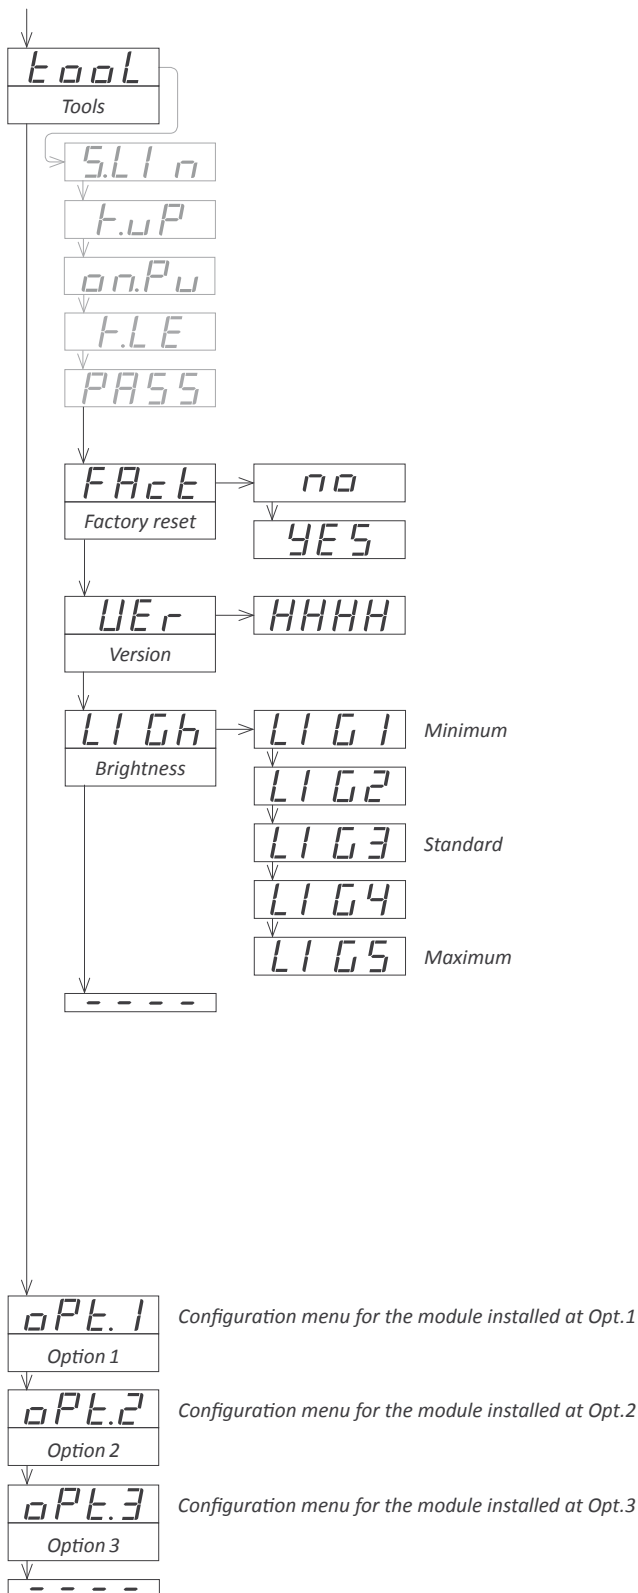 tooL
Tools
S.LIn
k.uP
on.Pu
k.LE
PASS
FAct no
Factory reset
YES
VEr HHHH
Version
LIGh LIG1 Minimum
Brightness
LIG2
LIG3 Standard
LIG4
LIG5 Maximum
----
oPt.1 Configuration menu for the module installed at Opt.1
Option 1
oPt.2 Configuration menu for the module installed at Opt.2
Option 2
oPt.3 Configuration menu for the module installed at Opt.3
Option 3
----